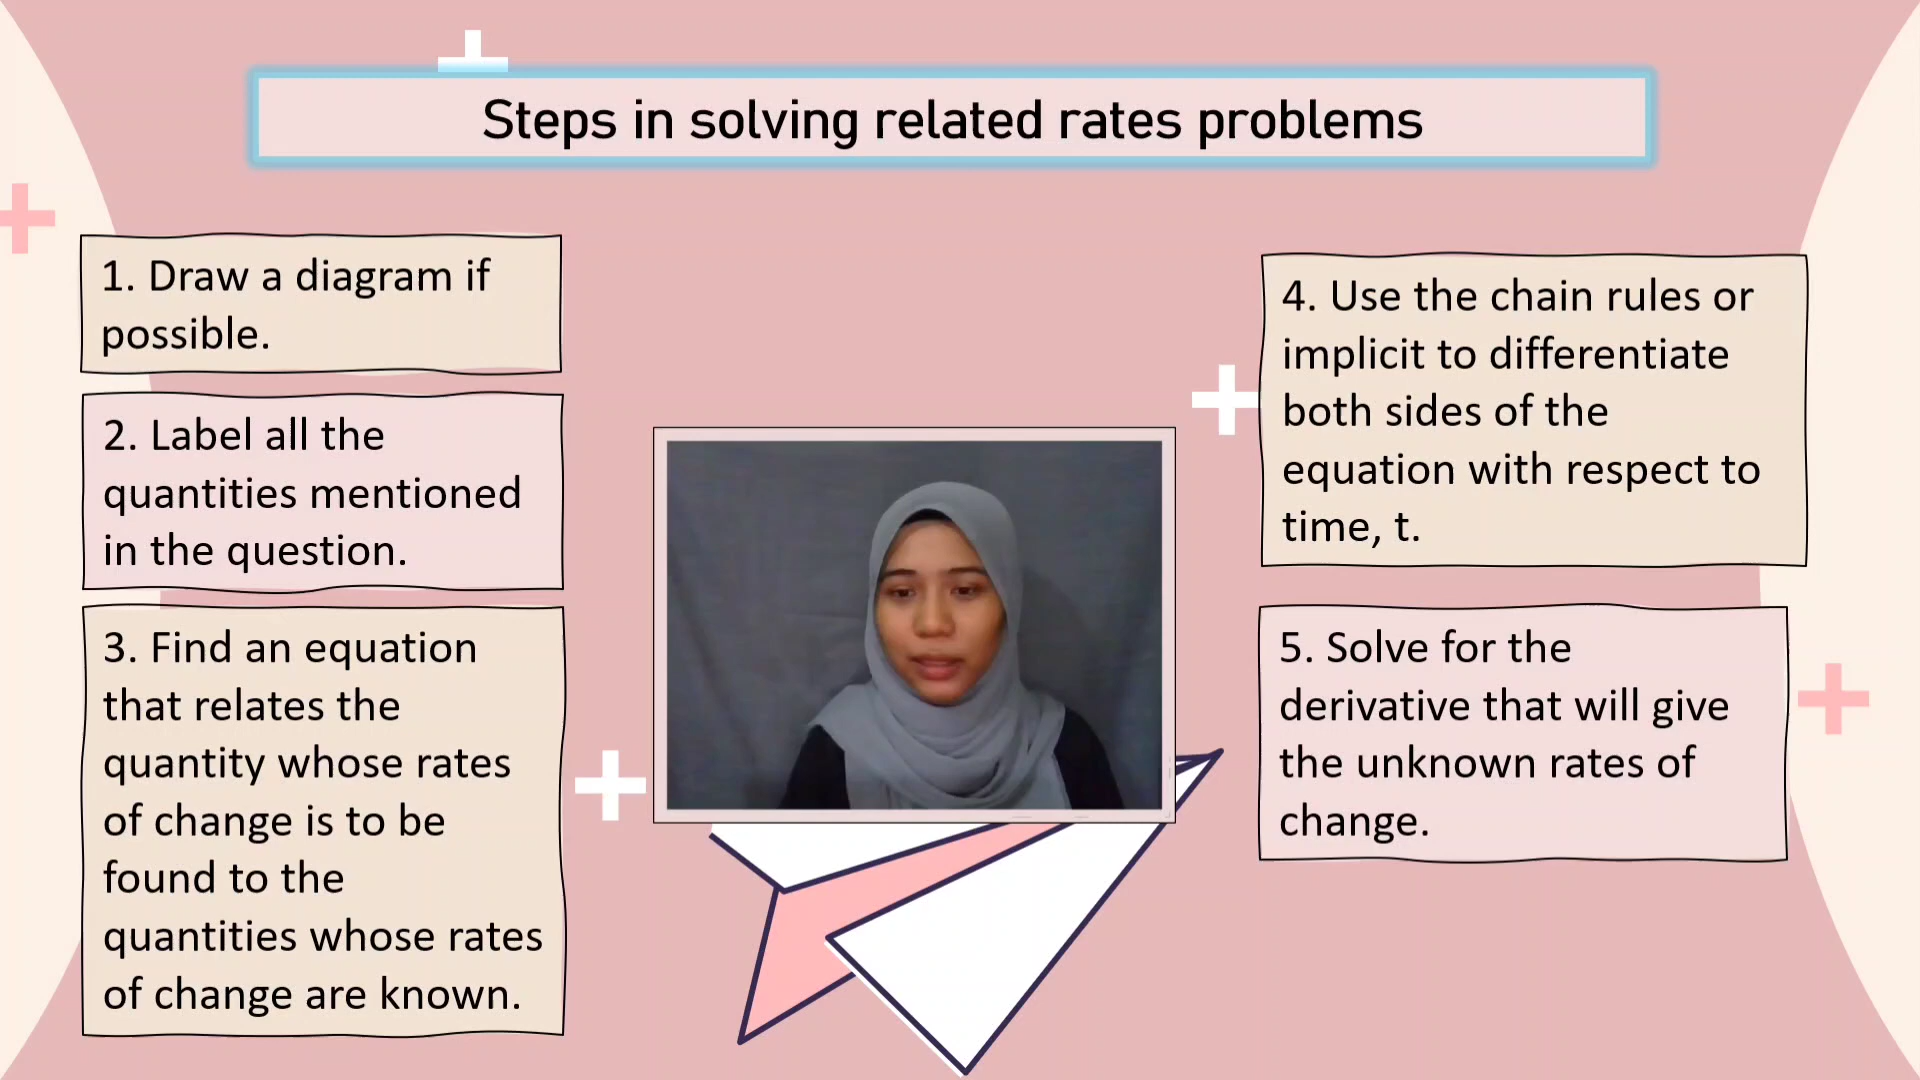 Steps in solving related rates problems
1. Draw a diagram if
possible.
2. Label all the
quantities mentioned
in the question.
3. Find an equation
that relates the
quantity whose rates
of change is to be
found to the
quantities whose rates
of change are known.
4. Use the chain rules or
implicit to differentiate
both sides of the
equation with respect to
time, t.
5. Solve for the
derivative that will give
the unknown rates of
change.